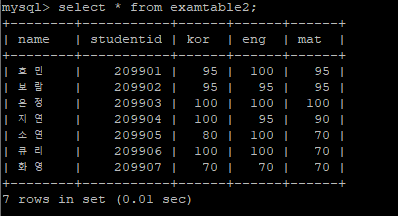 mysql> select * from examtable2;
+--------+-----------+------+------+------+
| name   | studentid | kor  | eng  | mat  |
+--------+-----------+------+------+------+
| 효민   |    209901 |   95 |  100 |   95 |
| 보람   |    209902 |   95 |   95 |   95 |
| 은정   |    209903 |  100 |  100 |  100 |
| 지연   |    209904 |  100 |   95 |   90 |
| 소연   |    209905 |   80 |  100 |   70 |
| 큐리   |    209906 |  100 |  100 |   70 |
| 화영   |    209907 |   70 |   70 |   70 |
+--------+-----------+------+------+------+
7 rows in set (0.01 sec)